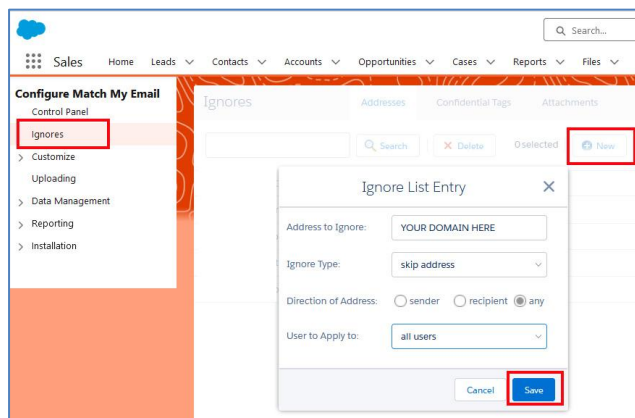 Search...
Sales Home Leads Contacts Accounts Opportunities Cases Reports Files
Configure Match My Email
Control Panel
Ignores
Customize
Uploading
Data Management
Reporting
Installation
Ignores Addresses Confidential Tags Attachments
Search Delete 0 selected New
Ignore List Entry
Address to Ignore: YOUR DOMAIN HERE
Ignore Type: skip address
Direction of Address: sender recipient any
User to Apply to: all users
Cancel Save